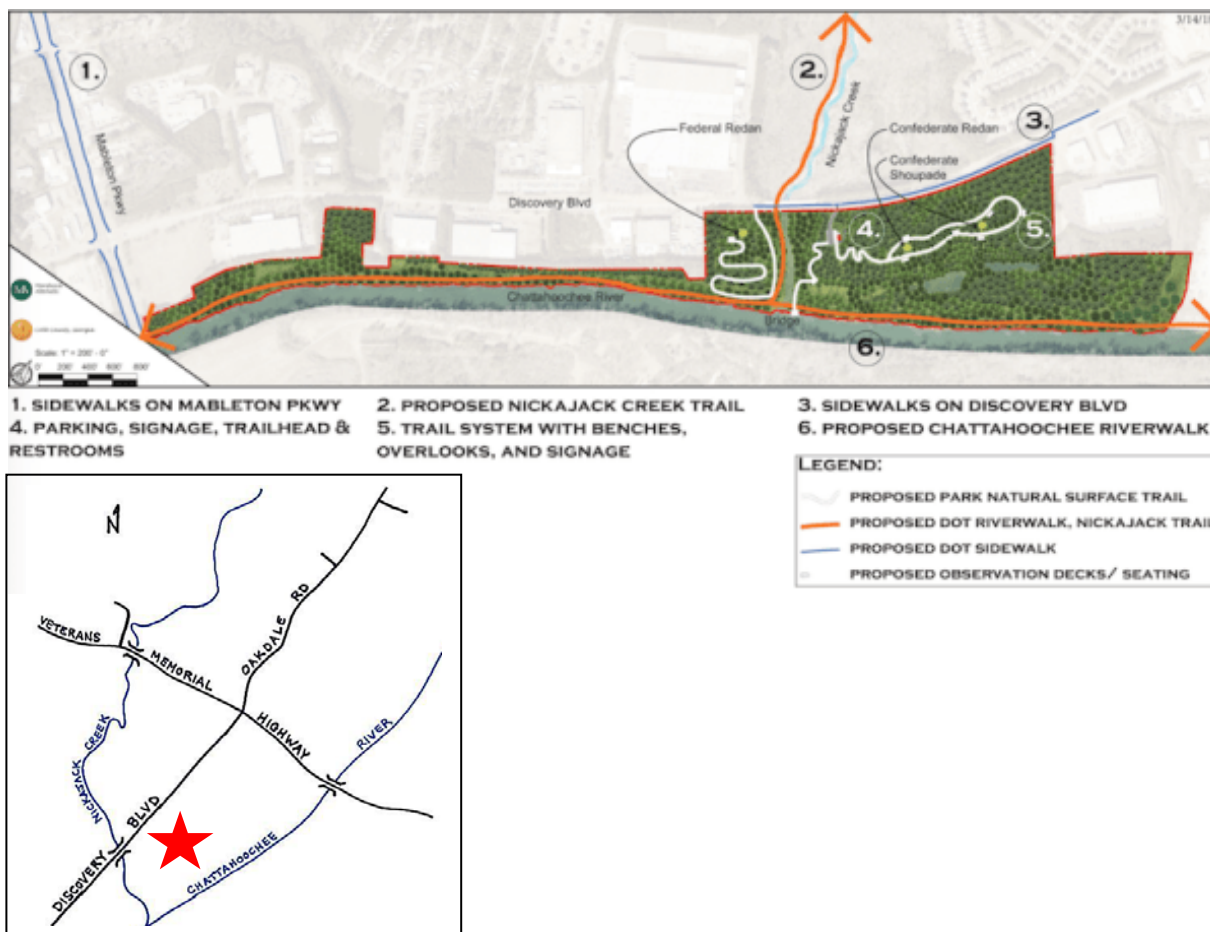 3/14/1
1.
2.
3.
Mableton Pkwy
Federal Redan
Nickajack Creek
Confederate Redan
Confederate
Shoupade
Discovery Blvd
4.
5.
Chattahoochee River
Bridge
6.
Scale: 1" = 200' - 0"
0' 200' 400' 600' 800'
1. SIDEWALKS ON MABLETON PKWY
2. PROPOSED NICKAJACK CREEK TRAIL
3. SIDEWALKS ON DISCOVERY BLVD
4. PARKING, SIGNAGE, TRAILHEAD &
RESTROOMS
5. TRAIL SYSTEM WITH BENCHES,
OVERLOOKS, AND SIGNAGE
6. PROPOSED CHATTAHOOCHEE RIVERWALK
LEGEND:
PROPOSED PARK NATURAL SURFACE TRAIL
PROPOSED DOT RIVERWALK, NICKAJACK TRAIL
PROPOSED DOT SIDEWALK
PROPOSED OBSERVATION DECKS/ SEATING
N
VETERANS
MEMORIAL
HIGHWAY
OAKDALE RD
RIVER
NICKAJACK CREEK
DISCOVERY BLVD
CHATTAHOOCHEE